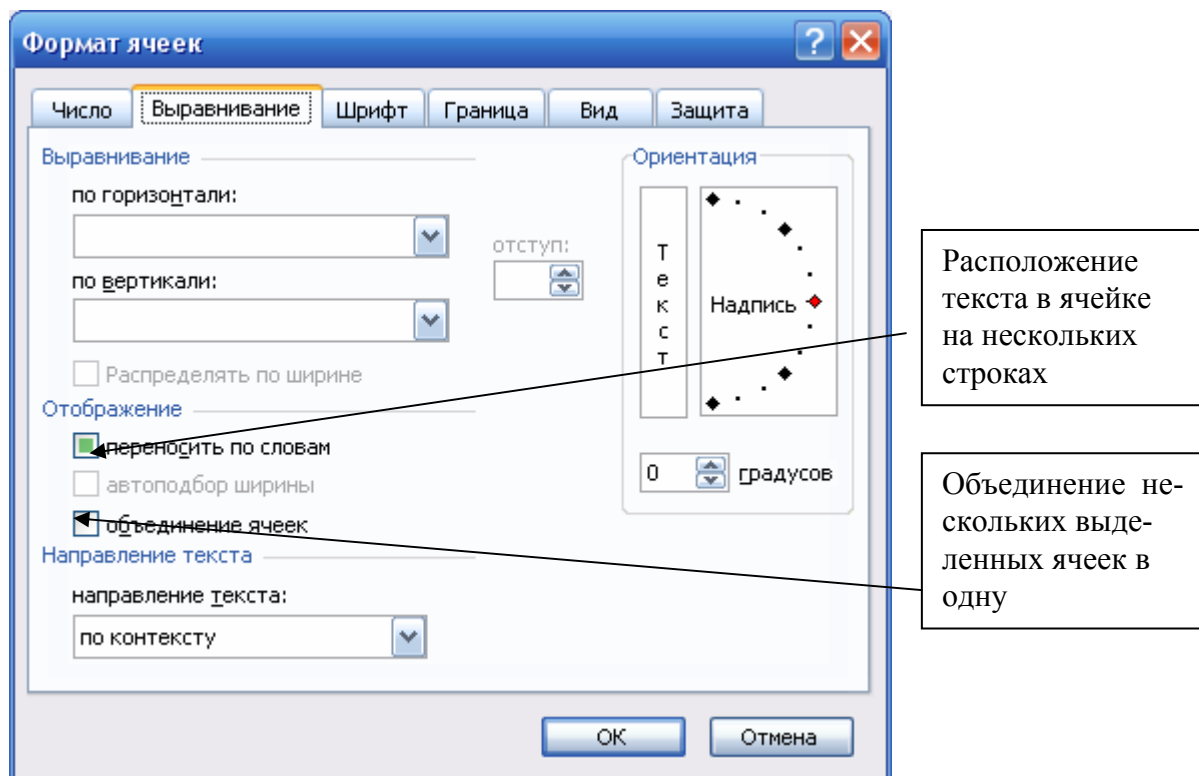 Формат ячеек
Число Выравнивание Шрифт Граница Вид Защита
Выравнивание
по горизонтали:
отступ:
по вертикали:
Распределять по ширине
Отображение
переносить по словам
автоподбор ширины
объединение ячеек
Направление текста
направление текста:
по контексту
Ориентация
Текст
Надпись
0 градусов
ОК Отмена
Расположение
текста в ячейке
на нескольких
строках
Объединение не-
скольких выде-
ленных ячеек в
одну